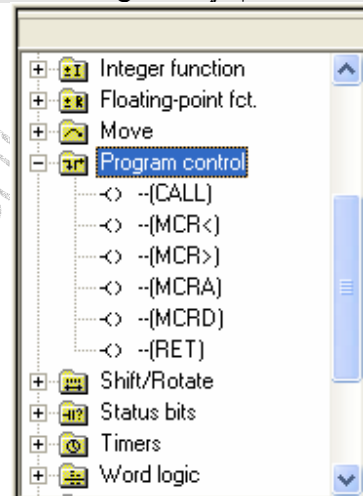 Integer function
Floating-point fct.
Move
Program control
--(CALL)
--(MCR<)
--(MCR>)
--(MCRA)
--(MCRD)
--(RET)
Shift/Rotate
Status bits
Timers
Word logic